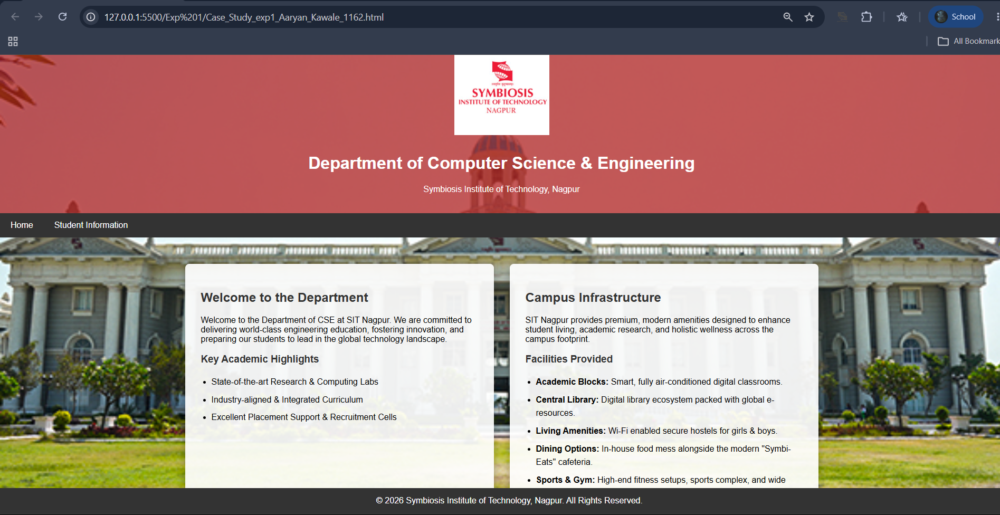 127.0.0.1:5500/Exp%201/Case_Study_exp1_Aaryan_Kawale_1162.html
School
All Bookmark
SYMBIOSIS
INSTITUTE OF TECHNOLOGY
NAGPUR
Department of Computer Science & Engineering
Symbiosis Institute of Technology, Nagpur
Home
Student Information
Welcome to the Department
Welcome to the Department of CSE at SIT Nagpur. We are committed to
delivering world-class engineering education, fostering innovation, and
preparing our students to lead in the global technology landscape.
Key Academic Highlights
• State-of-the-art Research & Computing Labs
• Industry-aligned & Integrated Curriculum
• Excellent Placement Support & Recruitment Cells
Campus Infrastructure
SIT Nagpur provides premium, modern amenities designed to enhance
student living, academic research, and holistic wellness across the
campus footprint.
Facilities Provided
• Academic Blocks: Smart, fully air-conditioned digital classrooms.
• Central Library: Digital library ecosystem packed with global e-
resources.
• Living Amenities: Wi-Fi enabled secure hostels for girls & boys.
• Dining Options: In-house food mess alongside the modern "Symbi-
Eats" cafeteria.
• Sports & Gym: High-end fitness setups, sports complex, and wide
© 2026 Symbiosis Institute of Technology, Nagpur. All Rights Reserved.